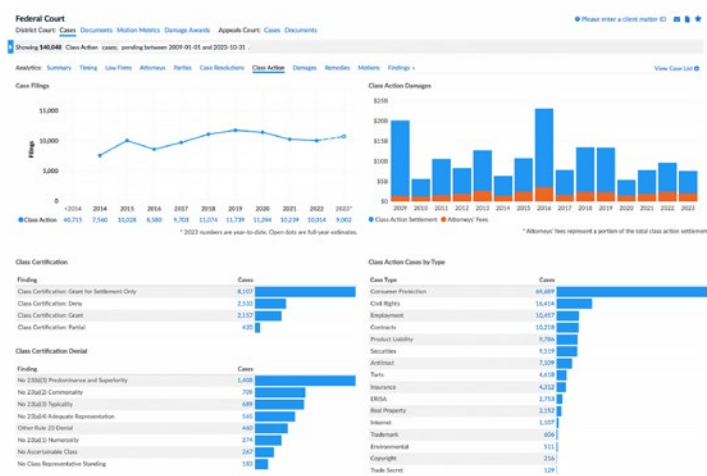 Federal Court
District Court: Cases Documents Motion Metrics Damage Awards Appeals Court: Cases Documents
Please enter a client matter ID
Showing 140,048 Class Action cases; pending between 2009-01-01 and 2023-10-31 .
Analytics: Summary Timing Law Firms Attorneys Parties Case Resolutions Class Action Damages Remedies Motions Findings
View Case List
Case Filings
15,000
10,000
5,000
0
Filings
<2014 2014 2015 2016 2017 2018 2019 2020 2021 2022 2023*
Class Action 40,715 7,560 10,028 8,580 9,703 11,074 11,739 11,284 10,239 10,014 9,002
* 2023 numbers are year-to-date. Open dots are full-year estimates.
Class Action Damages
$25B
$20B
$15B
$10B
$5B
$0
2009 2010 2011 2012 2013 2014 2015 2016 2017 2018 2019 2020 2021 2022 2023
Class Action Settlement Attorneys' Fees
* Attorneys' fees represent a portion of the total class action settlement
Class Certification
Finding Cases
Class Certification: Grant for Settlement Only 8,107
Class Certification: Deny 2,533
Class Certification: Grant 2,157
Class Certification: Partial 420
Class Certification Denial
Finding Cases
No 23(b)(3) Predominance and Superiority 1,408
No 23(a)(2) Commonality 709
No 23(a)(3) Typicality 689
No 23(a)(4) Adequate Representation 565
Other Rule 23 Denial 460
No 23(a)(1) Numerosity 274
No Ascertainable Class 267
No Class Representative Standing 183
Class Action Cases by Type
Case Type Cases
Consumer Protection 69,689
Civil Rights 16,414
Employment 10,457
Contracts 10,218
Product Liability 9,786
Securities 9,519
Antitrust 7,109
Torts 4,618
Insurance 4,312
ERISA 2,753
Real Property 2,152
Internet 1,107
Trademark 606
Environmental 511
Copyright 216
Trade Secret 129